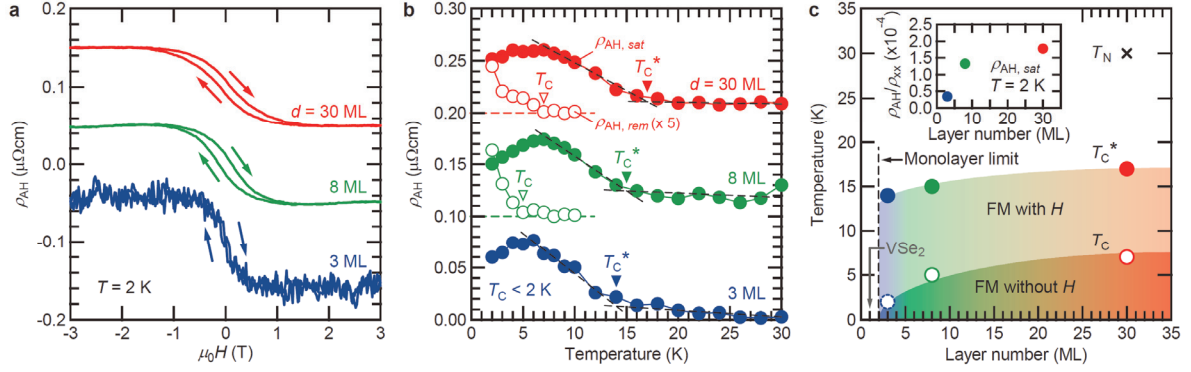 a
0.2
0.1
0.0
-0.1
-0.2
ρAH (μΩcm)
d = 30 ML
8 ML
3 ML
T = 2 K
-3 -2 -1 0 1 2 3
μ0H (T)
b
0.30
0.25
0.20
0.15
0.10
0.05
0.00
ρAH (μΩcm)
ρAH, sat
TC*
d = 30 ML
TC
ρAH, rem (x 5)
TC*
8 ML
TC
TC*
TC < 2 K
3 ML
0 5 10 15 20 25 30
Temperature (K)
c
35
30
25
20
15
10
5
0
Temperature (K)
2.5
2.0
1.5
1.0
0.5
0.0
ρAH/ρxx (x10-4)
ρAH, sat
T = 2 K
0 10 20 30
Layer number (ML)
TN
Monolayer limit
TC*
FM with H
VSe2
TC
FM without H
0 5 10 15 20 25 30 35
Layer number (ML)